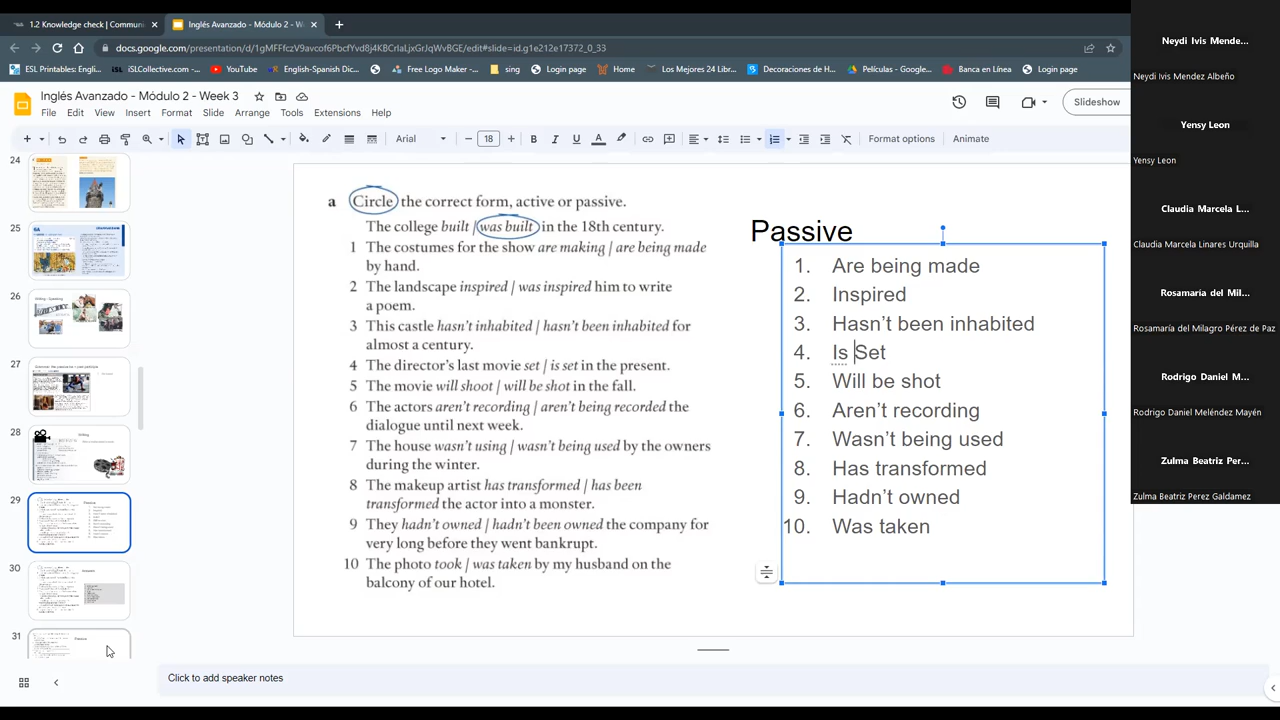 1.2 Knowledge check | Communi
Inglés Avanzado - Módulo 2 - W
docs.google.com/presentation/d/1gMFFfczV9avcof6PbcfYvd8j4KBCrlaLjxGrJqWvBGE/edit#slide=id.g1e212e17372_0_33
ESL Printables: Engl...
iSLCollective.com -...
YouTube
English-Spanish Dic...
Free Logo Maker -...
sing
Login page
Home
Los Mejores 24 Libr...
Decoraciones de H...
Películas - Google...
Banca en Línea
Login page
Inglés Avanzado - Módulo 2 - Week 3
File Edit View Insert Format Slide Arrange Tools Extensions Help
Slideshow
Arial
18
Format options
Animate
24
25
26
27
28
29
30
31
a Circle the correct form, active or passive.
The college built / was built in the 18th century.
1 The costumes for the show are making / are being made
by hand.
2 The landscape inspired / was inspired him to write
a poem.
3 This castle hasn't inhabited / hasn't been inhabited for
almost a century.
4 The director's last movie set / is set in the present.
5 The movie will shoot / will be shot in the fall.
6 The actors aren't recording / aren't being recorded the
dialogue until next week.
7 The house wasn't using / wasn't being used by the owners
during the winter.
8 The makeup artist has transformed / has been
transformed the actor into a monster.
9 They hadn't owned / hadn't been owned the company for
very long before they went bankrupt.
10 The photo took / was taken by my husband on the
balcony of our hotel.
Passive
1. Are being made
2. Inspired
3. Hasn't been inhabited
4. Is Set
5. Will be shot
6. Aren't recording
7. Wasn't being used
8. Has transformed
9. Hadn't owned
10. Was taken
Click to add speaker notes
Neydi Ivis Mende...
Neydi Ivis Mendez Albeño
Yensy Leon
Yensy Leon
Claudia Marcela L...
Claudia Marcela Linares Urquilla
Rosamaria del Mil...
Rosamaría del Milagro Pérez de Paz
Rodrigo Daniel M...
Rodrigo Daniel Meléndez Mayén
Zulma Beatriz Per...
Zulma Beatriz Perez Galdamez